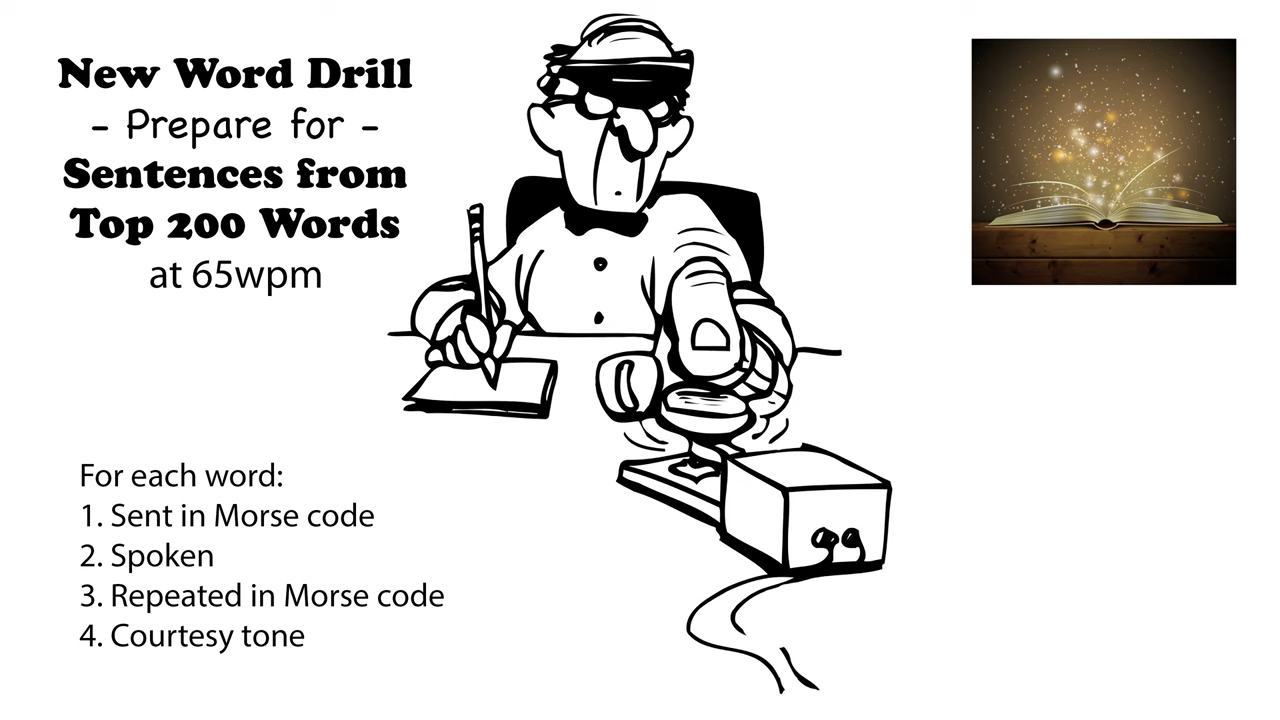 New Word Drill
- Prepare for -
Sentences from
Top 200 Words
at 65wpm
For each word:
1. Sent in Morse code
2. Spoken
3. Repeated in Morse code
4. Courtesy tone